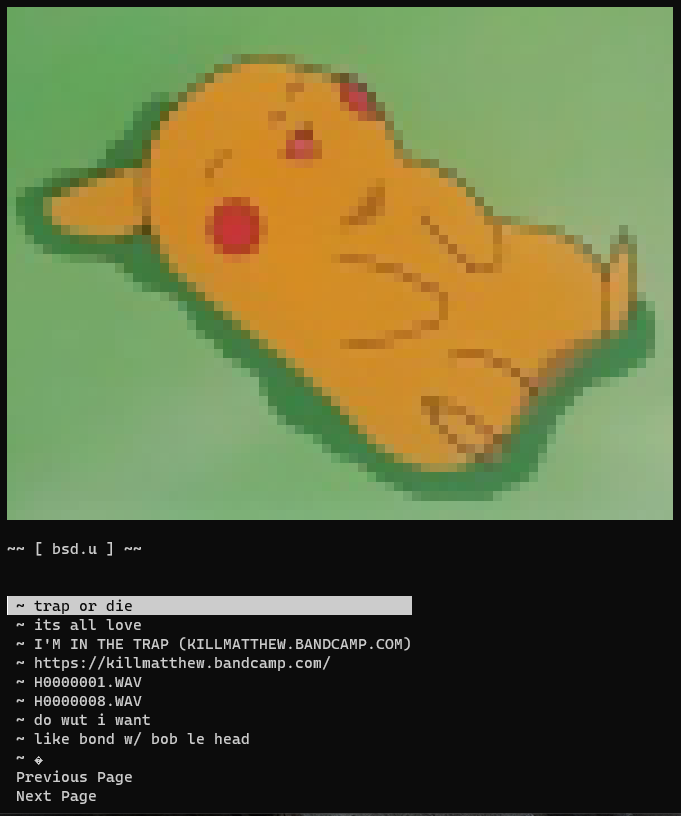 ~~ [ bsd.u ] ~~
~ trap or die
~ its all love
~ I'M IN THE TRAP (KILLMATTHEW.BANDCAMP.COM)
~ https://killmatthew.bandcamp.com/
~ H0000001.WAV
~ H0000008.WAV
~ do wut i want
~ like bond w/ bob le head
~ �
Previous Page
Next Page